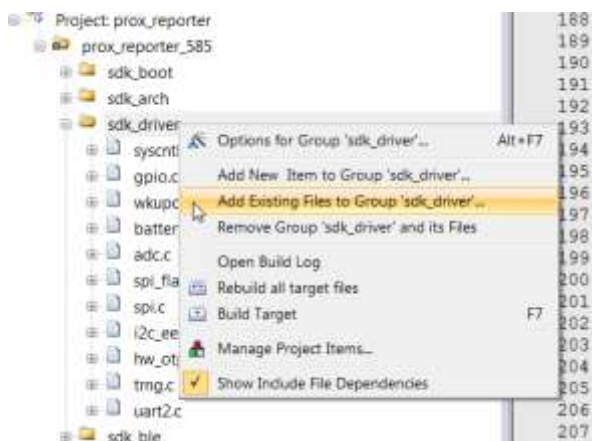 Project: prox_reporter
prox_reporter_585
sdk_boot
sdk_arch
sdk_driver
gpio.c
adc.c
spi.c
trng.c
uart2.c
sdk_ble
Options for Group 'sdk_driver'... Alt+F7
Add New Item to Group 'sdk_driver'...
Add Existing Files to Group 'sdk_driver'...
Remove Group 'sdk_driver' and its Files
Open Build Log
Rebuild all target files
Build Target F7
Manage Project Items...
Show Include File Dependencies
188
189
190
191
192
193
194
195
196
197
198
199
200
201
202
203
204
205
206
207